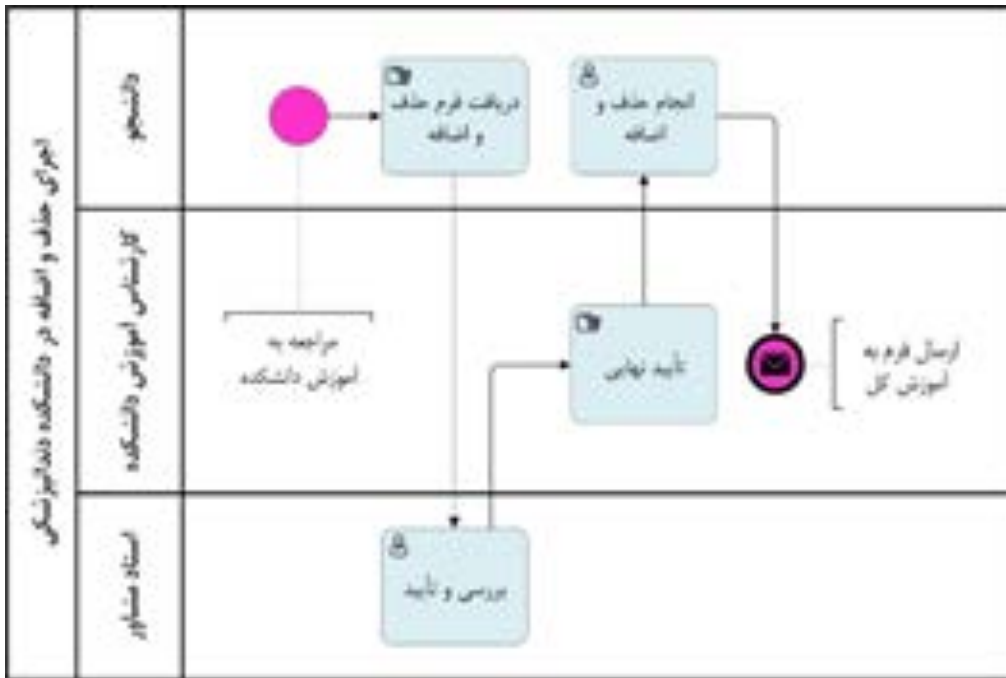 اجرای حذف و اضافه در دانشکده دندانپزشکی
دانشجو
دریافت فرم حذف
و اضافه
انجام حذف و
اضافه
کارشناس آموزش دانشکده
مراجعه به
آموزش دانشکده
تأیید نهایی
ارسال فرم به
آموزش کل
استاد مشاور
بررسی و تأیید